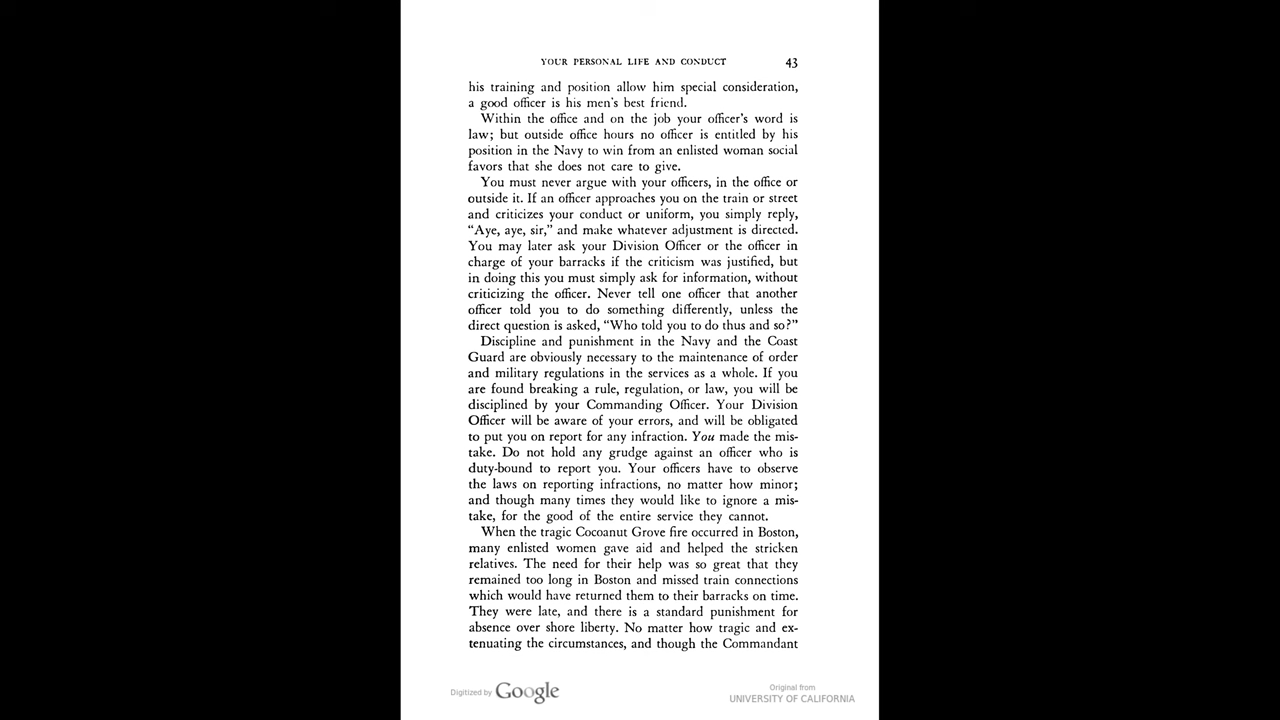 YOUR PERSONAL LIFE AND CONDUCT 43
his training and position allow him special consideration,
a good officer is his men's best friend.
Within the office and on the job your officer's word is
law; but outside office hours no officer is entitled by his
position in the Navy to win from an enlisted woman social
favors that she does not care to give.
You must never argue with your officers, in the office or
outside it. If an officer approaches you on the train or street
and criticizes your conduct or uniform, you simply reply,
“Aye, aye, sir,” and make whatever adjustment is directed.
You may later ask your Division Officer or the officer in
charge of your barracks if the criticism was justified, but
in doing this you must simply ask for information, without
criticizing the officer. Never tell one officer that another
officer told you to do something differently, unless the
direct question is asked, “Who told you to do thus and so?”
Discipline and punishment in the Navy and the Coast
Guard are obviously necessary to the maintenance of order
and military regulations in the services as a whole. If you
are found breaking a rule, regulation, or law, you will be
disciplined by your Commanding Officer. Your Division
Officer will be aware of your errors, and will be obligated
to put you on report for any infraction. You made the mis-
take. Do not hold any grudge against an officer who is
duty-bound to report you. Your officers have to observe
the laws on reporting infractions, no matter how minor;
and though many times they would like to ignore a mis-
take, for the good of the entire service they cannot.
When the tragic Cocoanut Grove fire occurred in Boston,
many enlisted women gave aid and helped the stricken
relatives. The need for their help was so great that they
remained too long in Boston and missed train connections
which would have returned them to their barracks on time.
They were late, and there is a standard punishment for
absence over shore liberty. No matter how tragic and ex-
tenuating the circumstances, and though the Commandant
Digitized by Google
Original from
UNIVERSITY OF CALIFORNIA